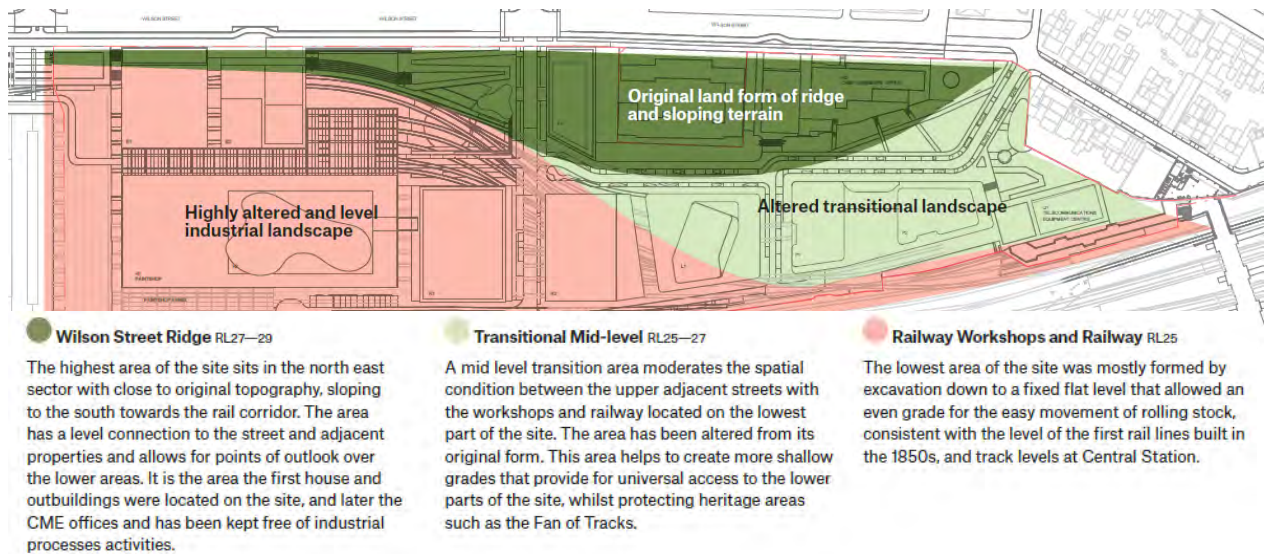 WILSON STREET
WILSON STREET
WILSON STREET
Original land form of ridge
and sloping terrain
Highly altered and level
industrial landscape
Altered transitional landscape
TELECOMMUNICATIONS
EQUIPMENT CENTRE
PAINTSHOP
Wilson Street Ridge RL27—29
The highest area of the site sits in the north east
sector with close to original topography, sloping
to the south towards the rail corridor. The area
has a level connection to the street and adjacent
properties and allows for points of outlook over
the lower areas. It is the area the first house and
outbuildings were located on the site, and later the
CME offices and has been kept free of industrial
processes activities.
Transitional Mid-level RL25—27
A mid level transition area moderates the spatial
condition between the upper adjacent streets with
the workshops and railway located on the lowest
part of the site. The area has been altered from its
original form. This area helps to create more shallow
grades that provide for universal access to the lower
parts of the site, whilst protecting heritage areas
such as the Fan of Tracks.
Railway Workshops and Railway RL25
The lowest area of the site was mostly formed by
excavation down to a fixed flat level that allowed an
even grade for the easy movement of rolling stock,
consistent with the level of the first rail lines built in
the 1850s, and track levels at Central Station.